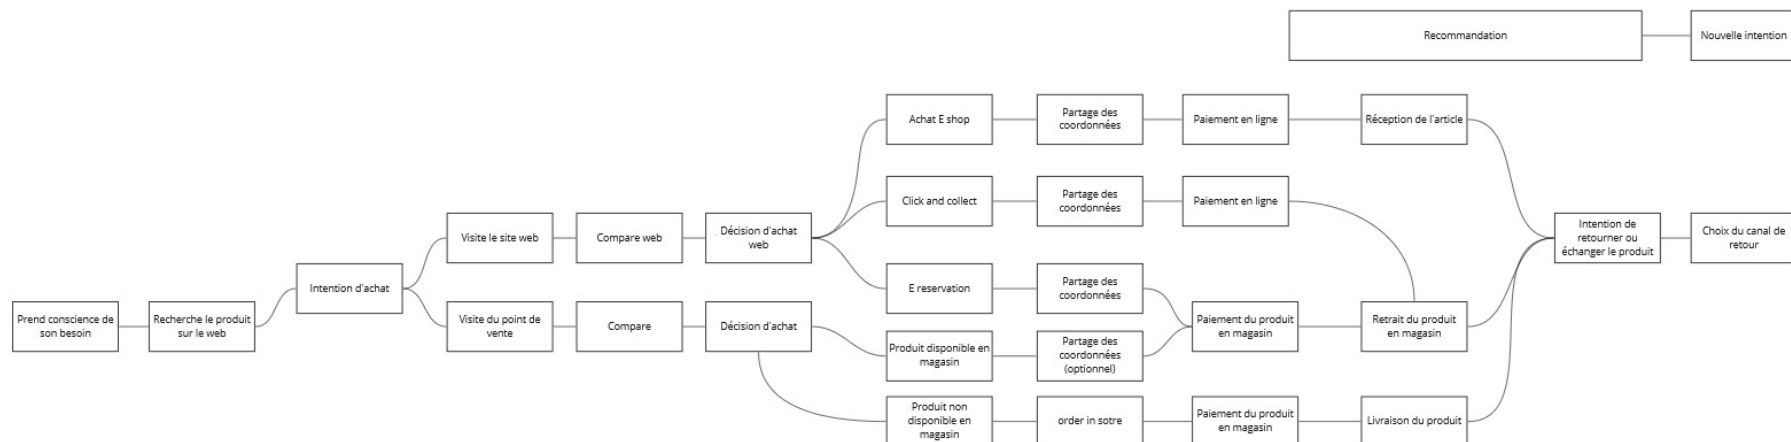 Recommandation
Nouvelle intention
Achat E shop
Partage des
coordonnées
Paiement en ligne
Réception de l'article
Click and collect
Partage des
coordonnées
Paiement en ligne
Visite le site web
Compare web
Décision d'achat
web
Intention de
retourner ou
échanger le produit
Choix du canal de
retour
Intention d'achat
E reservation
Partage des
coordonnées
Prend conscience de
son besoin
Recherche le produit
sur le web
Visite du point de
vente
Compare
Décision d'achat
Paiement du produit
en magasin
Retrait du produit
en magasin
Produit disponible en
magasin
Partage des
coordonnées
(optionnel)
Produit non
disponible en
magasin
order in sotre
Paiement du produit
en magasin
Livraison du produit